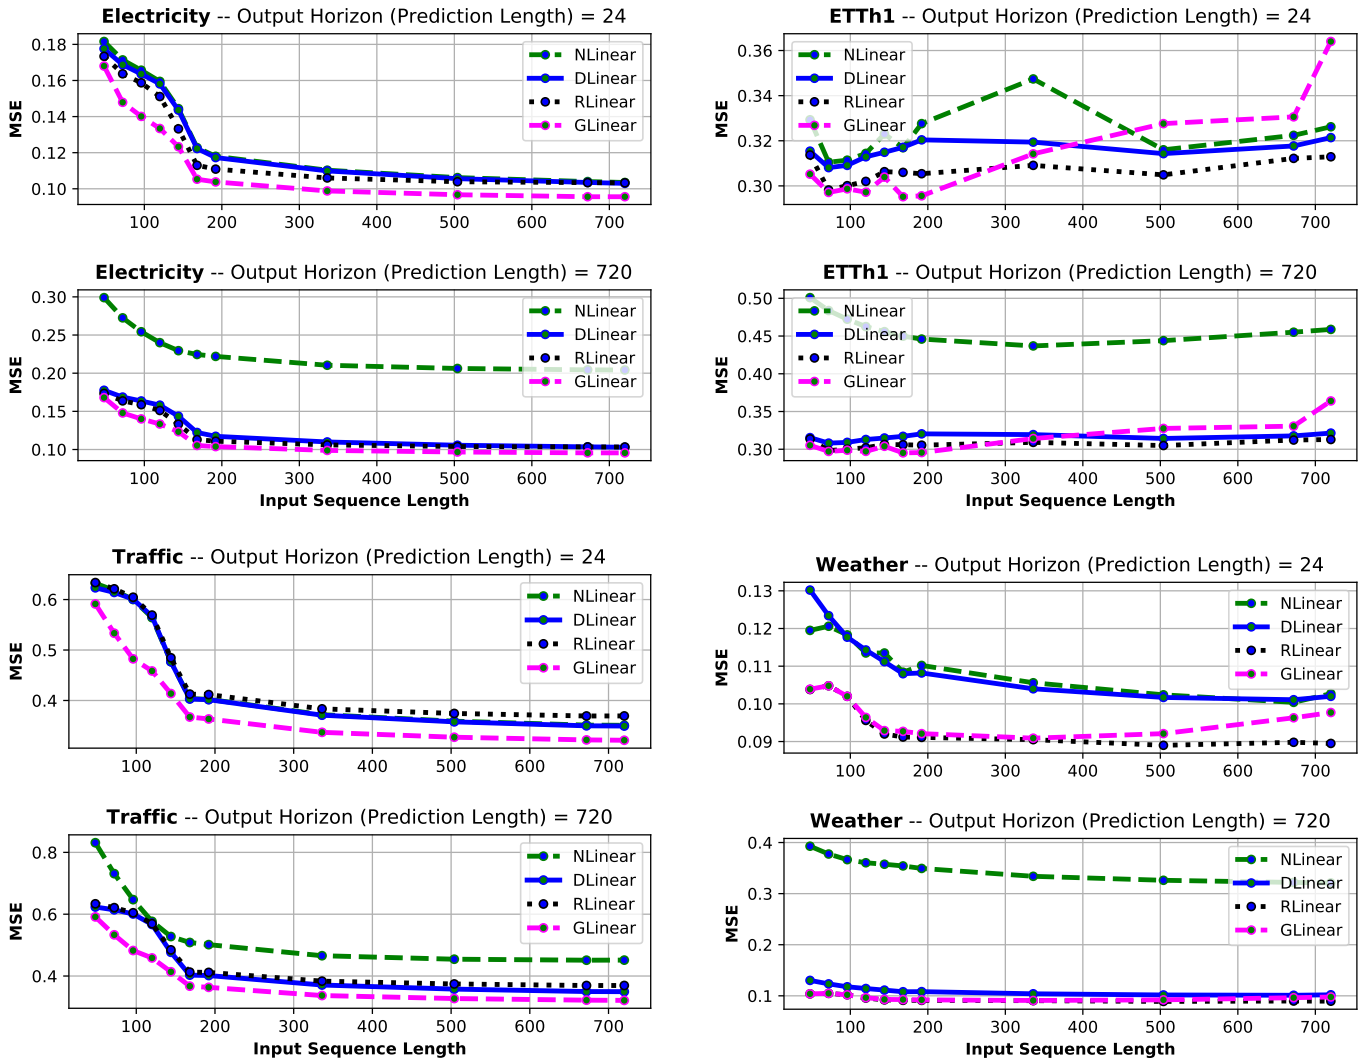 Electricity -- Output Horizon (Prediction Length) = 24
MSE
0.18
0.16
0.14
0.12
0.10
NLinear
DLinear
RLinear
GLinear
100 200 300 400 500 600 700
ETTh1 -- Output Horizon (Prediction Length) = 24
MSE
0.36
0.34
0.32
0.30
NLinear
DLinear
RLinear
GLinear
100 200 300 400 500 600 700
Electricity -- Output Horizon (Prediction Length) = 720
MSE
0.30
0.25
0.20
0.15
0.10
NLinear
DLinear
RLinear
GLinear
100 200 300 400 500 600 700
Input Sequence Length
ETTh1 -- Output Horizon (Prediction Length) = 720
MSE
0.50
0.45
0.40
0.35
0.30
NLinear
DLinear
RLinear
GLinear
100 200 300 400 500 600 700
Input Sequence Length
Traffic -- Output Horizon (Prediction Length) = 24
MSE
0.6
0.5
0.4
NLinear
DLinear
RLinear
GLinear
100 200 300 400 500 600 700
Weather -- Output Horizon (Prediction Length) = 24
MSE
0.13
0.12
0.11
0.10
0.09
NLinear
DLinear
RLinear
GLinear
100 200 300 400 500 600 700
Traffic -- Output Horizon (Prediction Length) = 720
MSE
0.8
0.6
0.4
NLinear
DLinear
RLinear
GLinear
100 200 300 400 500 600 700
Input Sequence Length
Weather -- Output Horizon (Prediction Length) = 720
MSE
0.4
0.3
0.2
0.1
NLinear
DLinear
RLinear
GLinear
100 200 300 400 500 600 700
Input Sequence Length